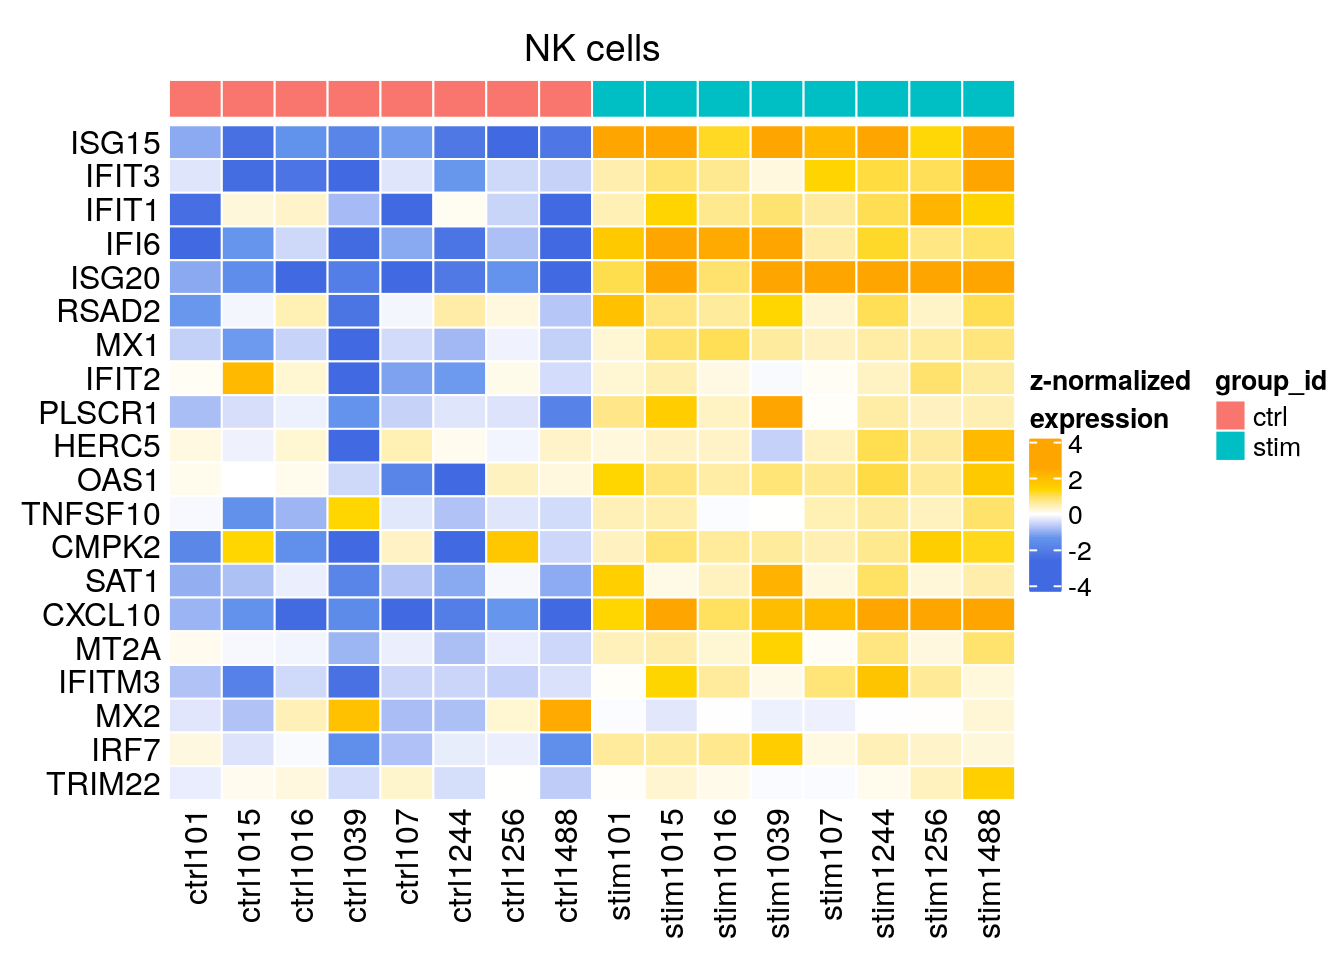 NK cells
ISG15
IFIT3
IFIT1
IFI6
ISG20
RSAD2
MX1
IFIT2
PLSCR1
HERC5
OAS1
TNFSF10
CMPK2
SAT1
CXCL10
MT2A
IFITM3
MX2
IRF7
TRIM22
ctrl101
ctrl1015
ctrl1016
ctrl1039
ctrl107
ctrl1244
ctrl1256
ctrl1488
stim101
stim1015
stim1016
stim1039
stim107
stim1244
stim1256
stim1488
z-normalized
expression
4
2
0
-2
-4
group_id
ctrl
stim